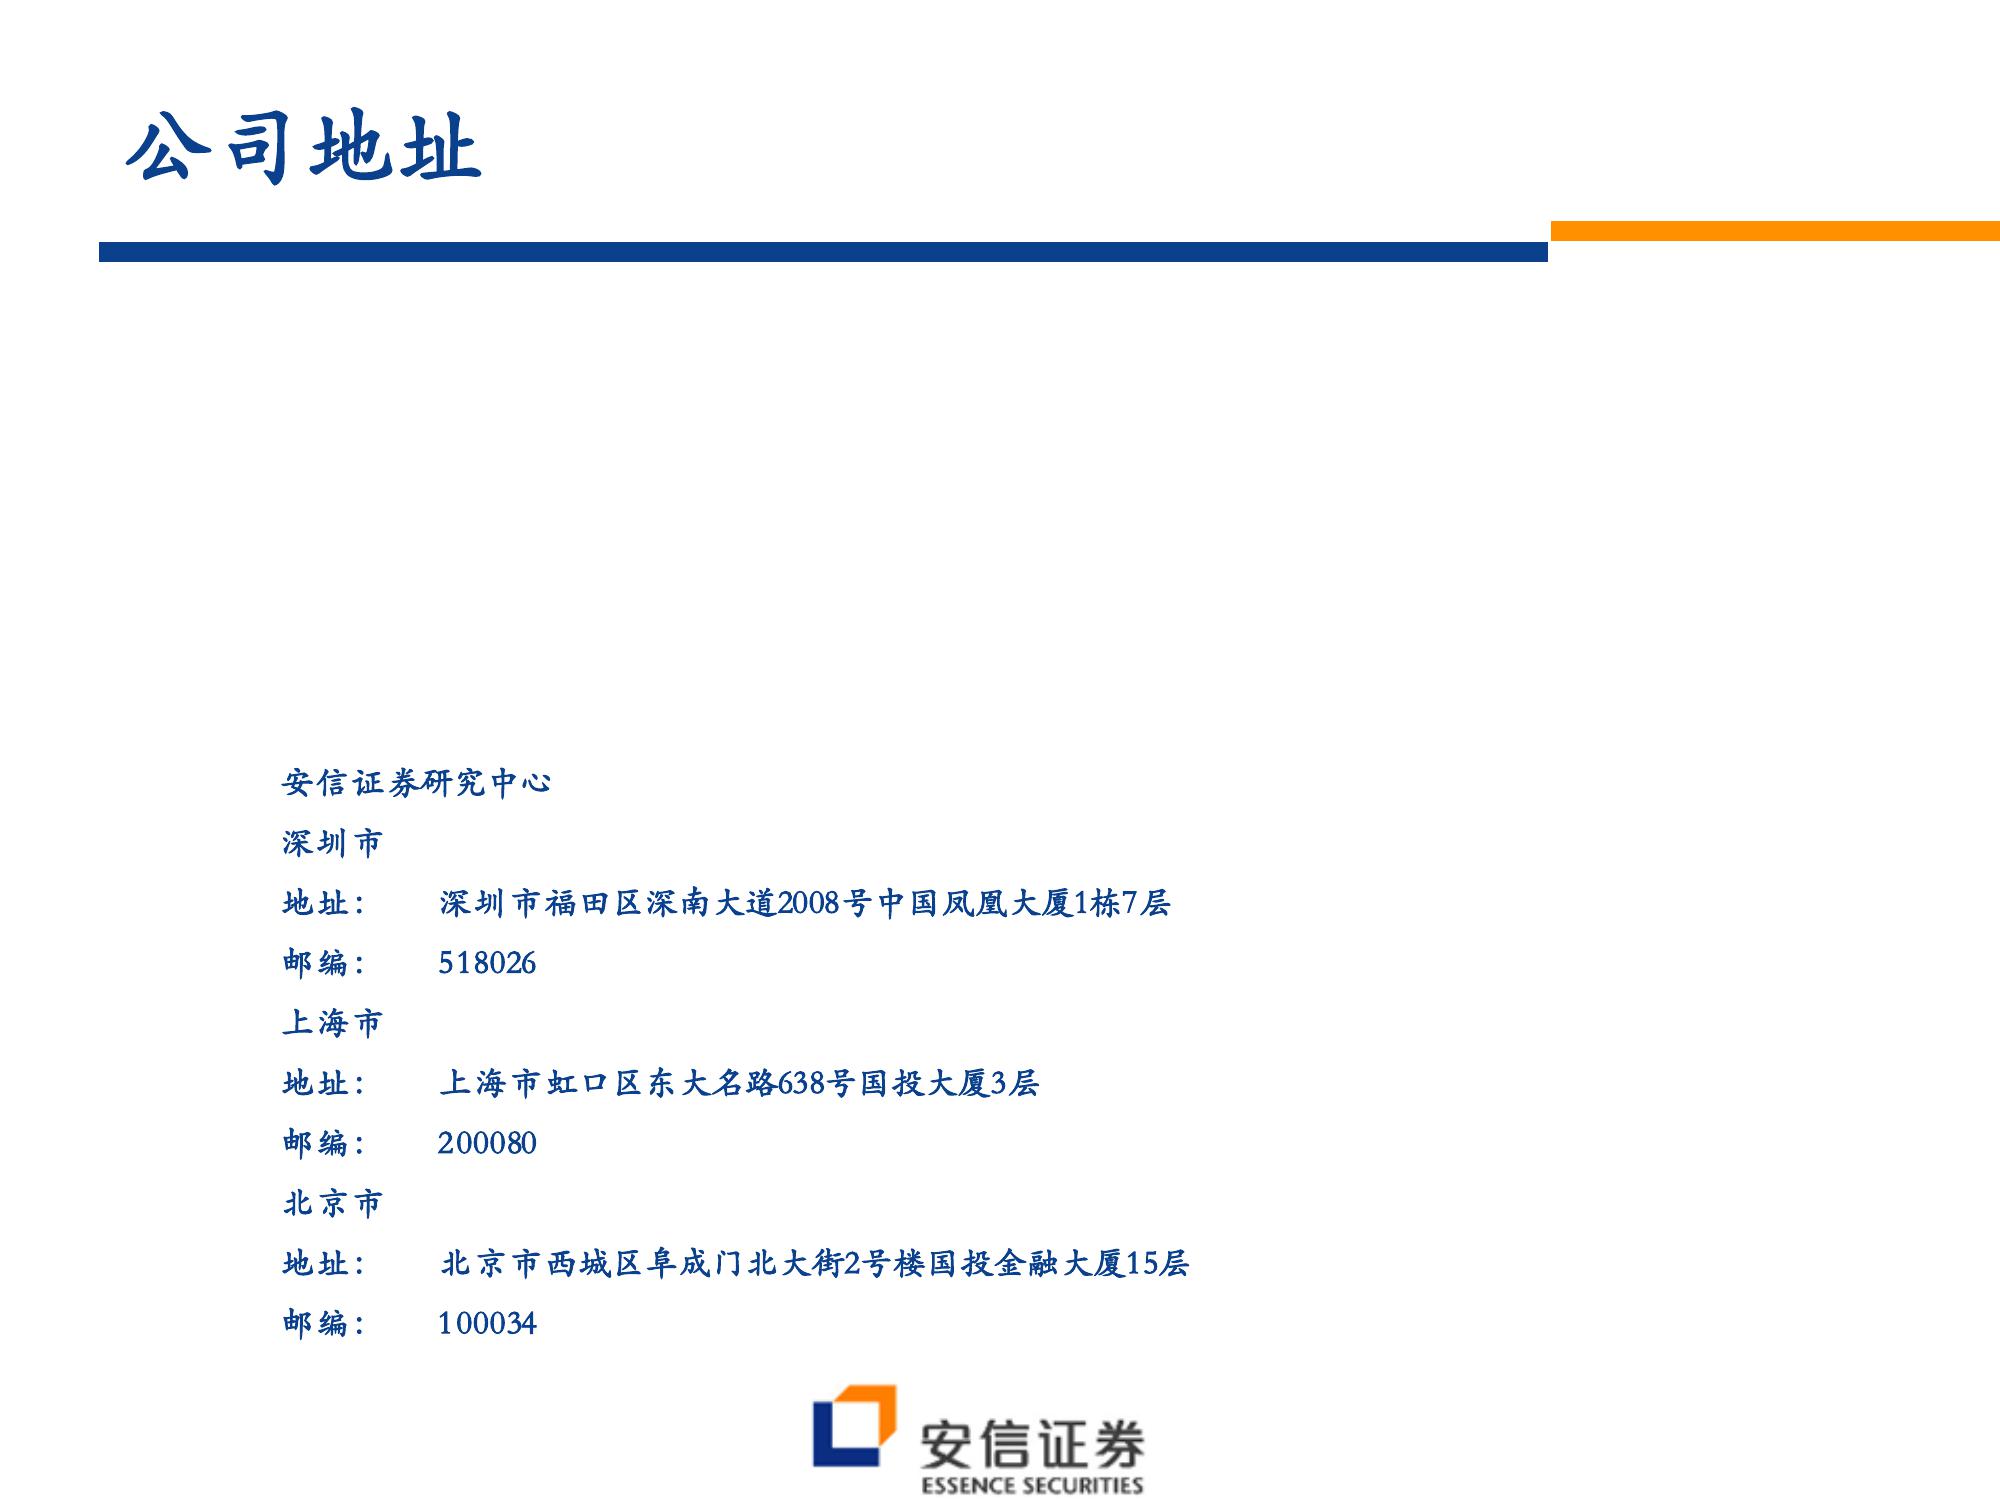 公司地址
安信证券研究中心
深圳市
地址： 深圳市福田区深南大道2008号中国凤凰大厦1栋7层
邮编： 518026
上海市
地址： 上海市虹口区东大名路638号国投大厦3层
邮编： 200080
北京市
地址： 北京市西城区阜成门北大街2号楼国投金融大厦15层
邮编： 100034
安信证券
ESSENCE SECURITIES